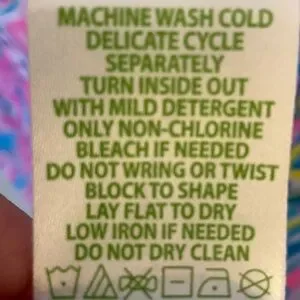 MACHINE WASH COLD
DELICATE CYCLE
SEPARATELY
TURN INSIDE OUT
WITH MILD DETERGENT
ONLY NON-CHLORINE
BLEACH IF NEEDED
DO NOT WRING OR TWIST
BLOCK TO SHAPE
LAY FLAT TO DRY
LOW IRON IF NEEDED
DO NOT DRY CLEAN